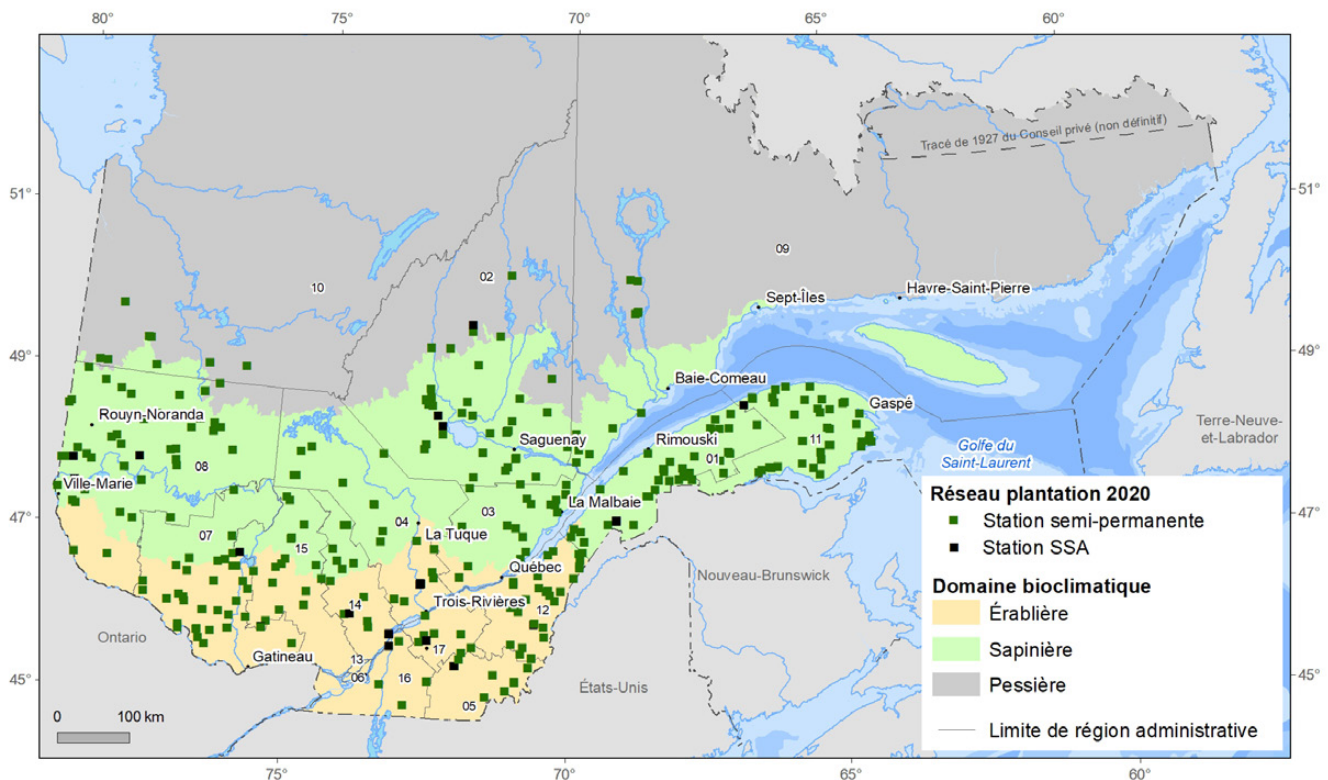 80°
75°
70°
65°
60°
Tracé de 1927 du Conseil privé (non définitif)
51°
51°
09
02
10
Sept-Îles
Havre-Saint-Pierre
49°
49°
Baie-Comeau
Rouyn-Noranda
Gaspé
Saguenay
Rimouski
11
Terre-Neuve-
et-Labrador
Golfe du
Saint-Laurent
01
08
Ville-Marie
La Malbaie
47°
47°
03
04
07
La Tuque
15
Québec
Nouveau-Brunswick
14
Trois-Rivières
12
Ontario
17
Gatineau
13
06
16
États-Unis
05
45°
45°
Réseau plantation 2020
Station semi-permanente
Station SSA
Domaine bioclimatique
Érablière
Sapinière
Pessière
Limite de région administrative
0 100 km
75°
70°
65°
60°